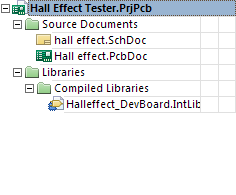 Hall Effect Tester.PrjPcb
Source Documents
hall effect.SchDoc
Hall effect.PcbDoc
Libraries
Compiled Libraries
Halleffect_DevBoard.IntLib